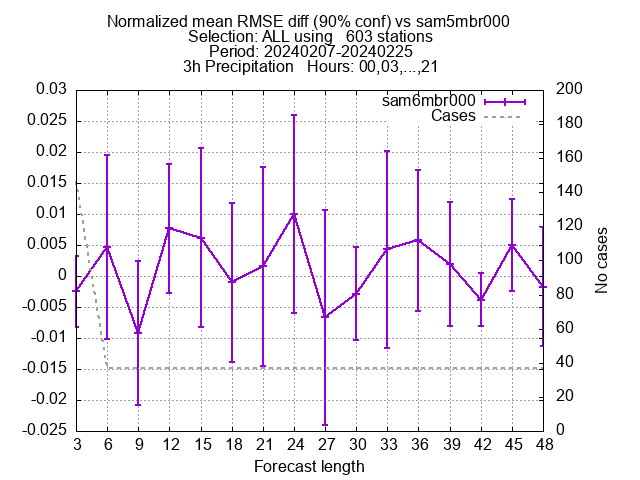 Normalized mean RMSE diff (90% conf) vs sam5mbr000
Selection: ALL using   603 stations
Period: 20240207-20240225
3h Precipitation   Hours: 00,03,...,21
sam6mbr000
Cases
0.03
0.025
0.02
0.015
0.01
0.005
0
-0.005
-0.01
-0.015
-0.02
-0.025
200
180
160
140
120
100
80
60
40
20
0
No cases
3 6 9 12 15 18 21 24 27 30 33 36 39 42 45 48
Forecast length